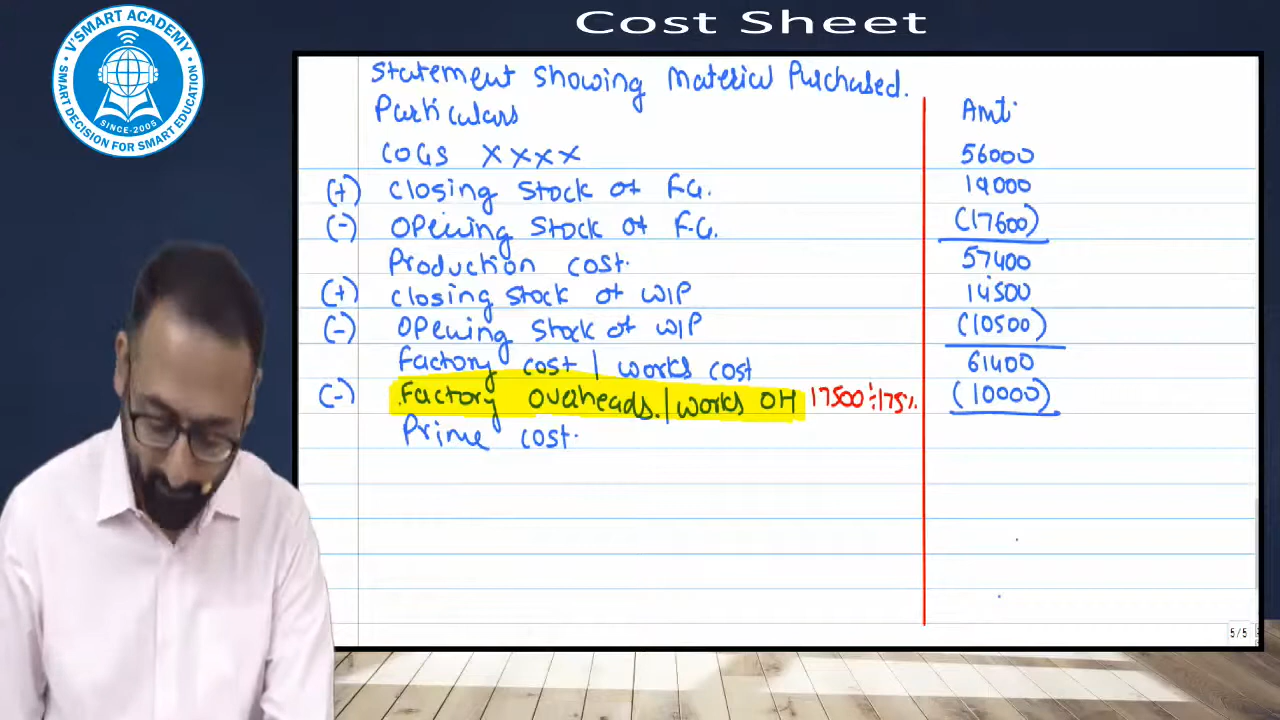 Cost Sheet
V'SMART ACADEMY
SINCE-2005
SMART DECISION FOR SMART EDUCATION
Statement Showing Material Purchased.
Particulars Amt
COGS XXXX 56000
(+) Closing Stock of F.G. 19000
(-) Opening Stock of F.G. (17600)
Production cost. 57400
(+) Closing Stock of WIP 14500
(-) Opening Stock of WIP (10500)
Factory cost | works cost 61400
(-) Factory Overheads. | works OH 17500÷175% (10000)
Prime cost.
5/5